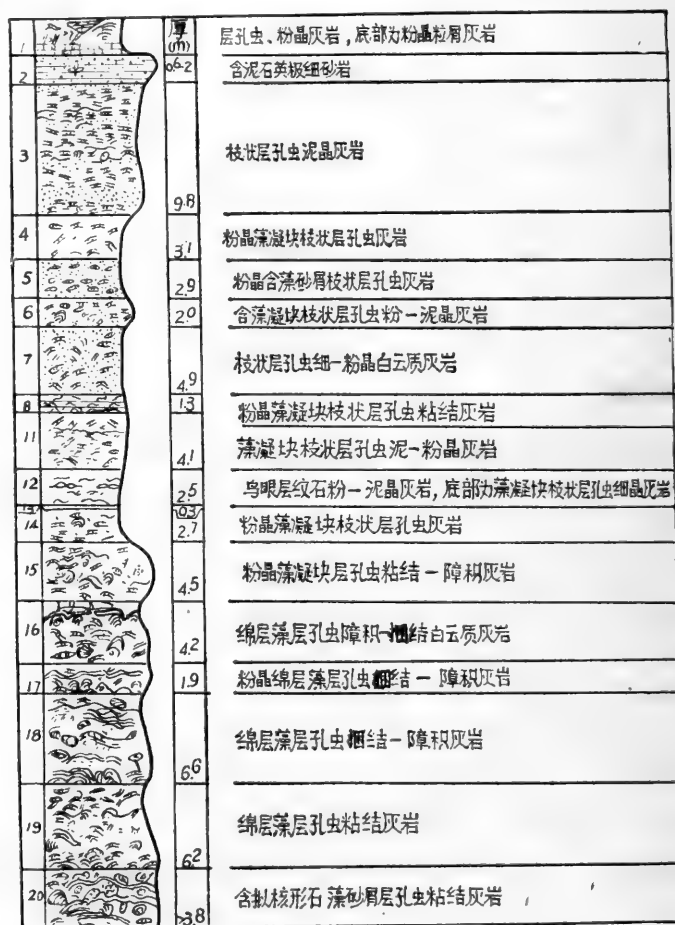 厚
(m)
1 层孔虫、粉晶灰岩,底部为粉晶粒屑灰岩
2 0.6-2 含泥石英极细砂岩
3 9.8 枝状层孔虫泥晶灰岩
4 3.1 粉晶藻凝块枝状层孔虫灰岩
5 2.9 粉晶含藻砂屑枝状层孔虫灰岩
6 2.0 含藻凝块枝状层孔虫粉-泥晶灰岩
7 4.9 枝状层孔虫细-粉晶白云质灰岩
8 1.3 粉晶藻凝块枝状层孔虫粘结灰岩
11 4.1 藻凝块枝状层孔虫泥-粉晶灰岩
12 2.5 鸟眼层纹石粉-泥晶灰岩,底部为藻凝块枝状层孔虫细晶灰岩
13 0.3
14 2.7 粉晶藻凝块枝状层孔虫灰岩
15 4.5 粉晶藻凝块层孔虫粘结-障积灰岩
16 4.2 绵层藻层孔虫障积-捆结白云质灰岩
17 1.9 粉晶绵层藻层孔虫捆结-障积灰岩
18 6.6 绵层藻层孔虫捆结-障积灰岩
19 6.2 绵层藻层孔虫粘结灰岩
20 >3.8 含拟核形石藻砂屑层孔虫粘结灰岩